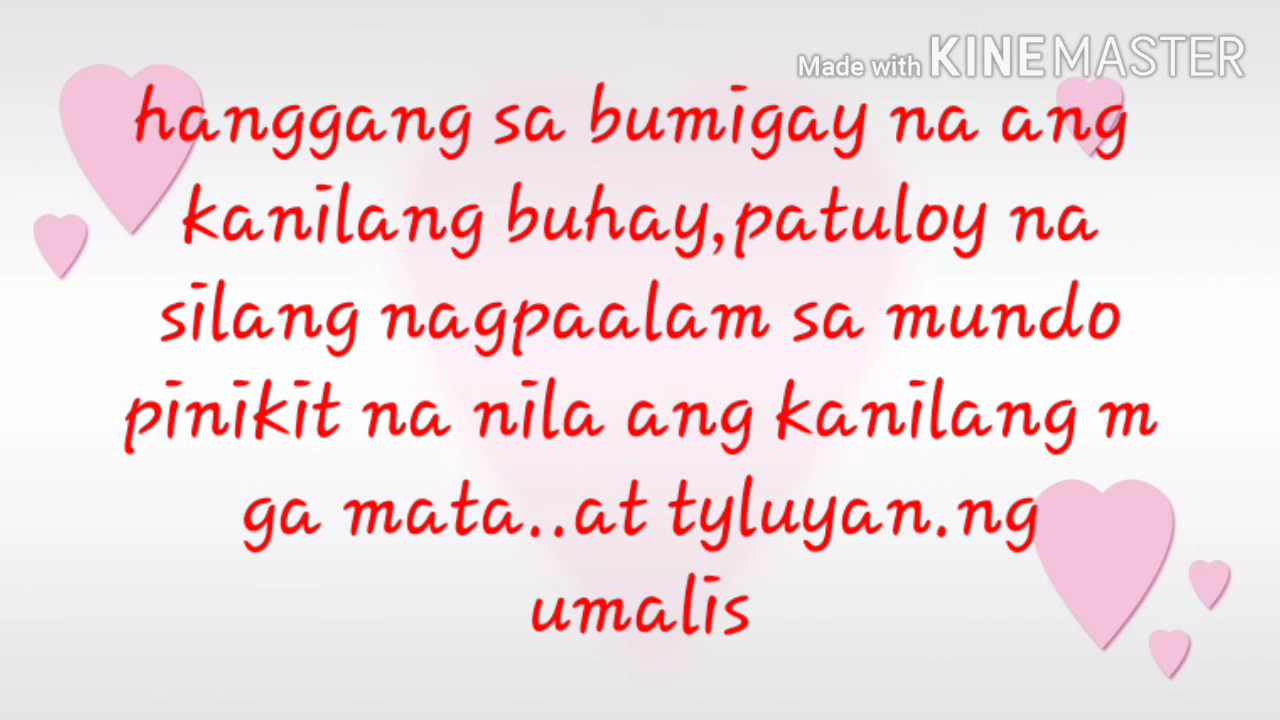 Made with KINEMASTER
hanggang sa bumigay na ang
kanilang buhay,patuloy na
silang nagpaalam sa mundo
pinikit na nila ang kanilang m
ga mata..at tyluyan.ng
umalis